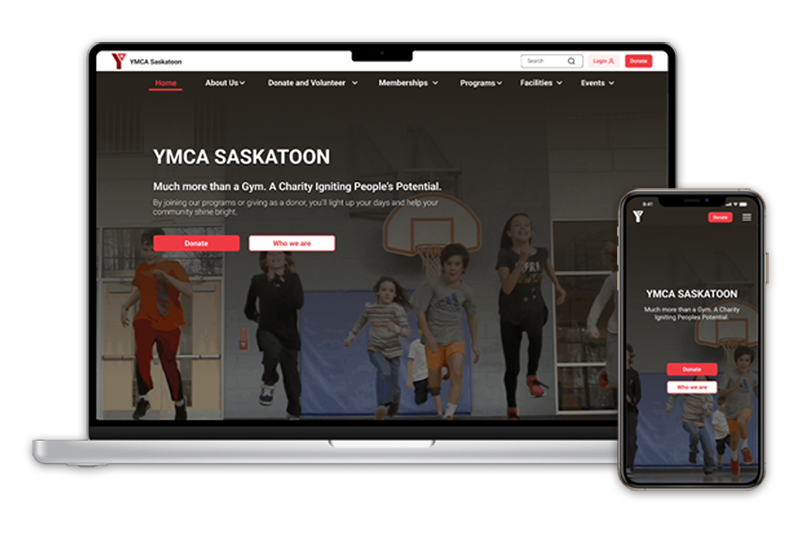 YMCA Saskatoon
Search
Login
Donate
Home About Us Donate and Volunteer Memberships Programs Facilities Events
YMCA SASKATOON
Much more than a Gym. A Charity Igniting People's Potential.
By joining our programs or giving as a donor, you'll light up your days and help your
community shine bright.
Donate
Who we are
9:41
Donate
YMCA SASKATOON
Much more than a Gym. A Charity
Igniting Peoples Potential.
Donate
Who we are